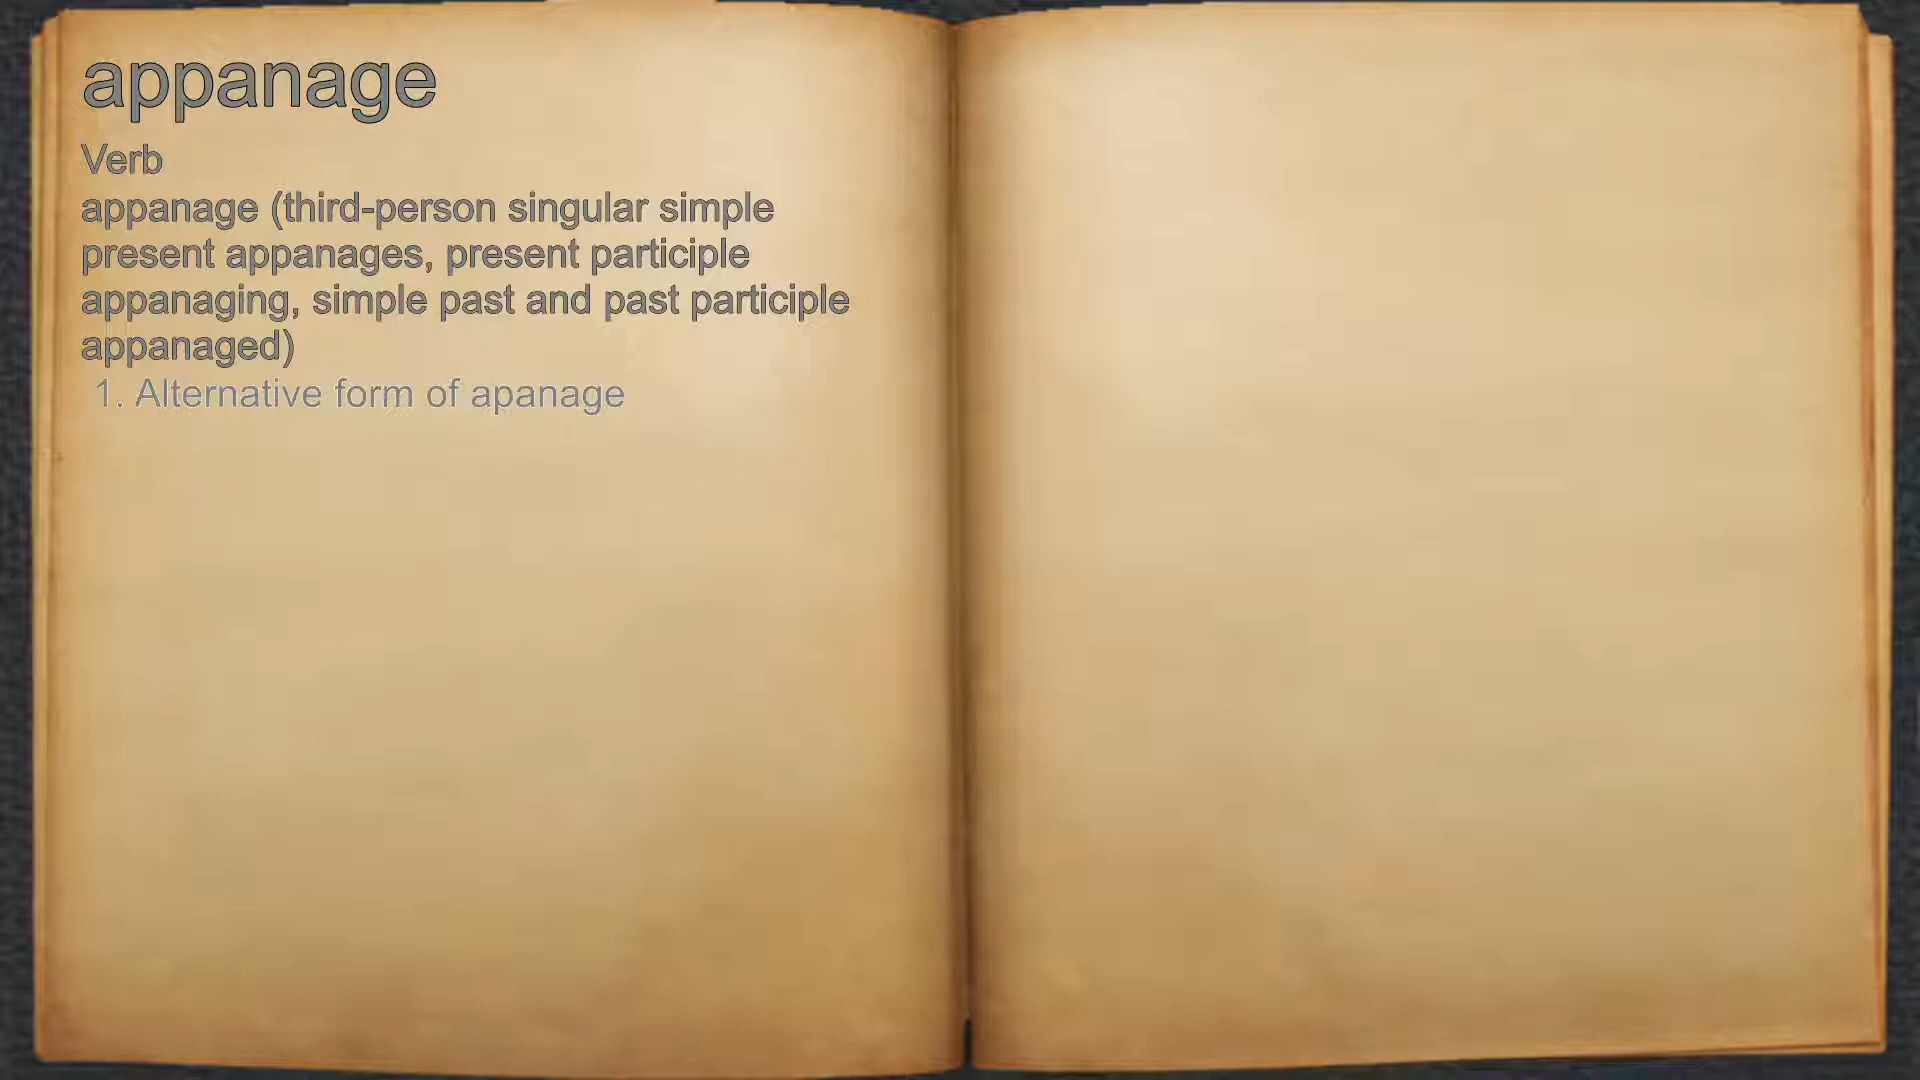 appanage
Verb
appanage (third-person singular simple
present appanages, present participle
appanaging, simple past and past participle
appanaged)
1. Alternative form of apanage